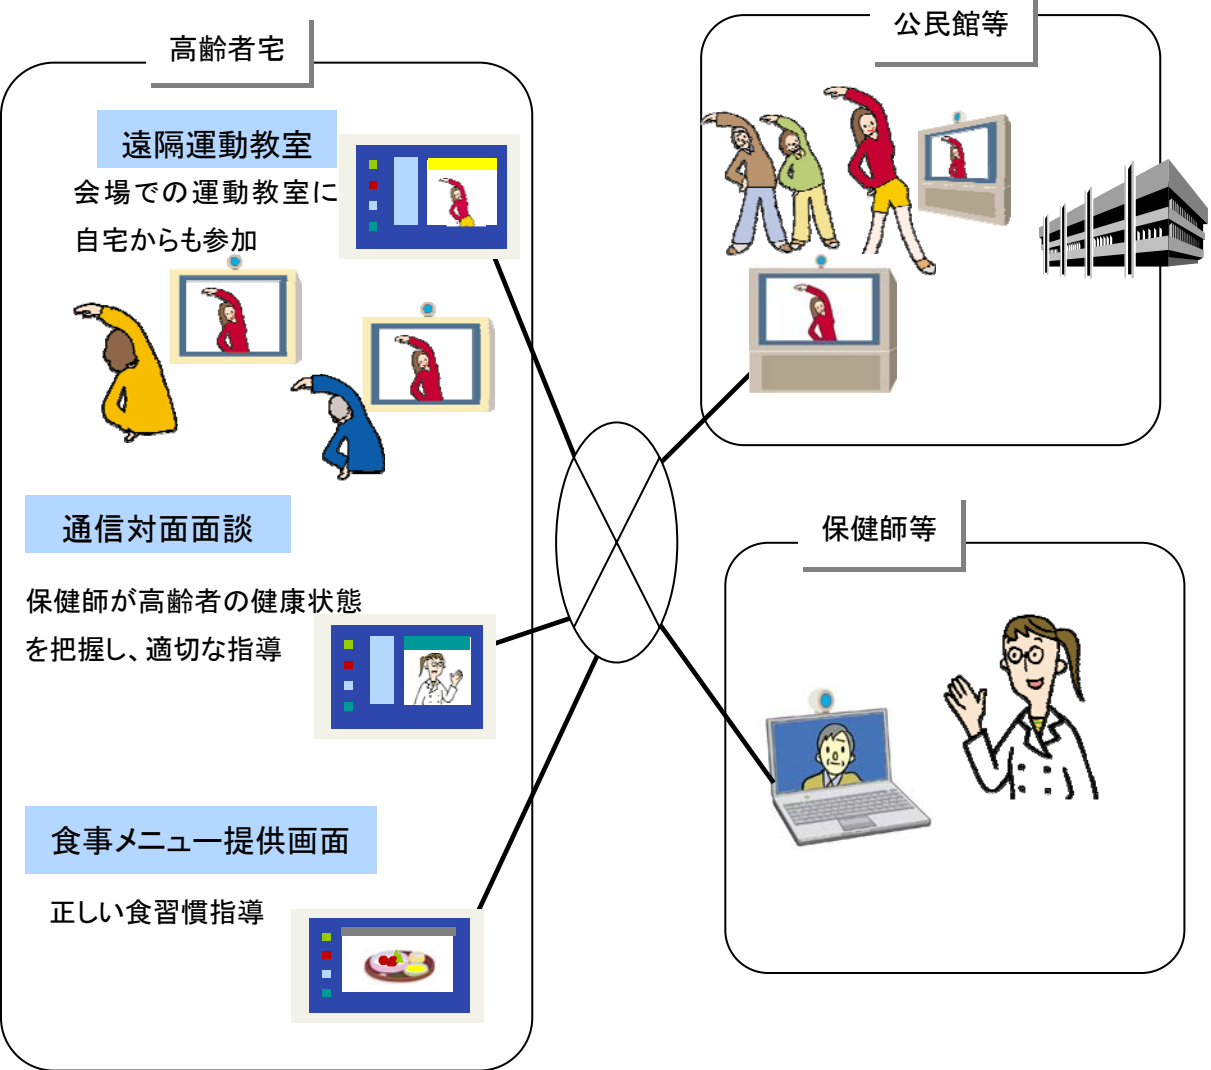 高齢者宅
遠隔運動教室
会場での運動教室に
自宅からも参加
通信対面面談
保健師が高齢者の健康状態
を把握し、適切な指導
食事メニュー提供画面
正しい食習慣指導
公民館等
保健師等